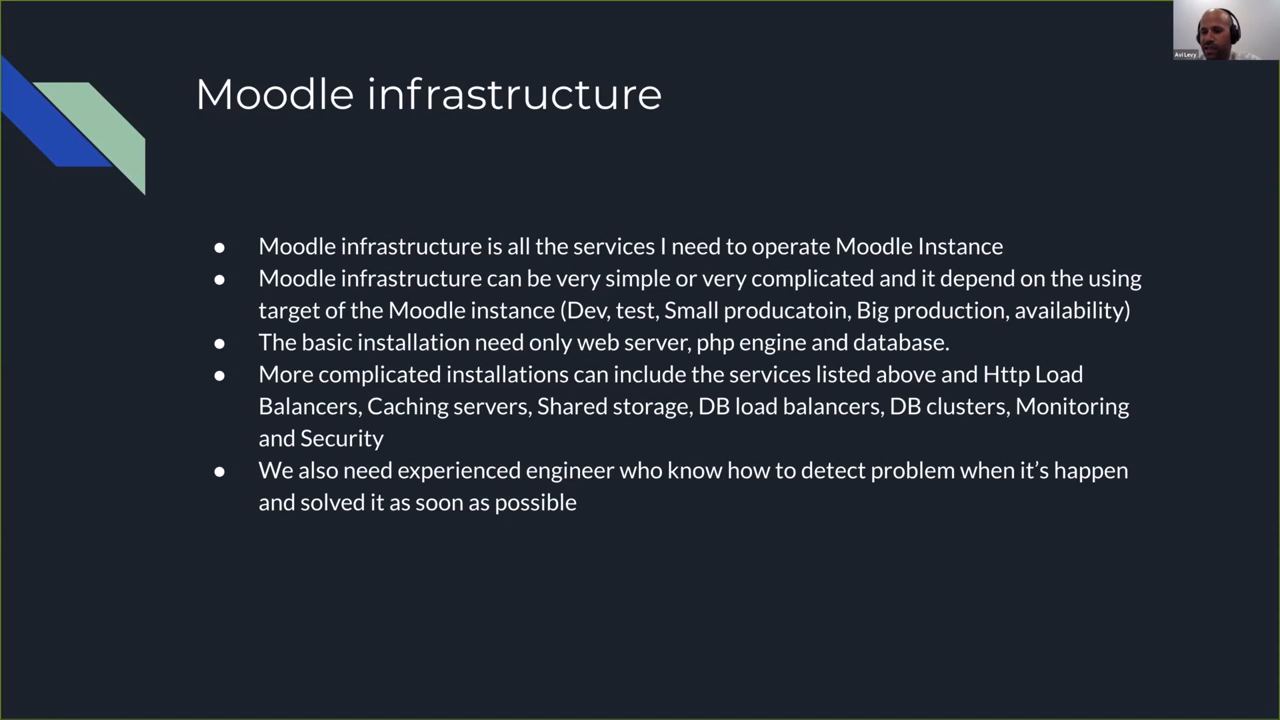 Moodle infrastructure
Avi Levy
● Moodle infrastructure is all the services I need to operate Moodle Instance
● Moodle infrastructure can be very simple or very complicated and it depend on the using
target of the Moodle instance (Dev, test, Small producatoin, Big production, availability)
● The basic installation need only web server, php engine and database.
● More complicated installations can include the services listed above and Http Load
Balancers, Caching servers, Shared storage, DB load balancers, DB clusters, Monitoring
and Security
● We also need experienced engineer who know how to detect problem when it’s happen
and solved it as soon as possible